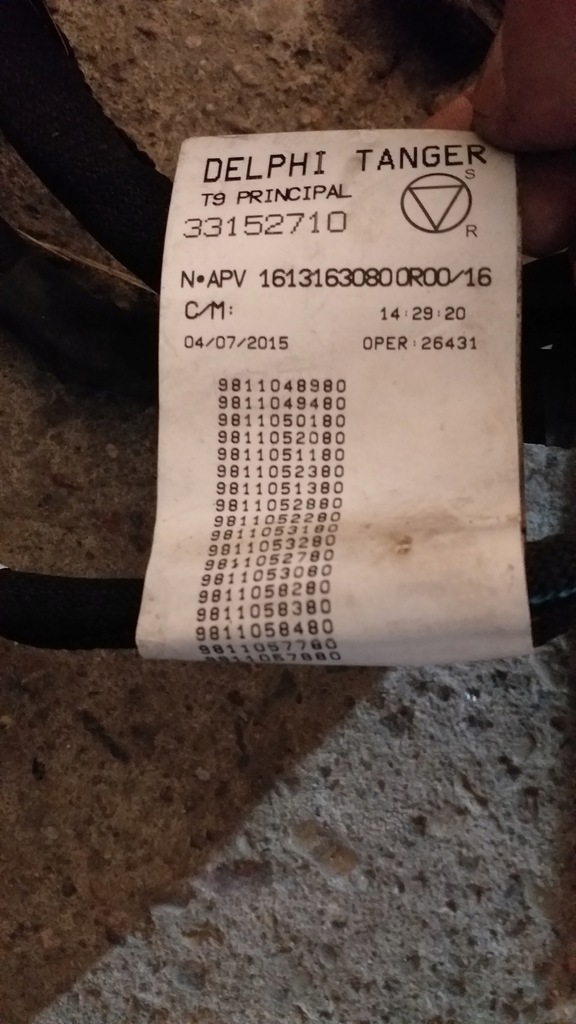 DELPHI TANGER
S
T9 PRINCIPAL
33152710
R
N•APV 1613163080 0R00/16
C/M: 14:29:20
04/07/2015 OPER:26431
9811048980
9811049480
9811050180
9811052080
9811051180
9811052380
9811051380
9811052880
9811052280
9811053180
9811053280
9811052780
9811053080
9811058280
9811058380
9811058480
9811057780
9811057880